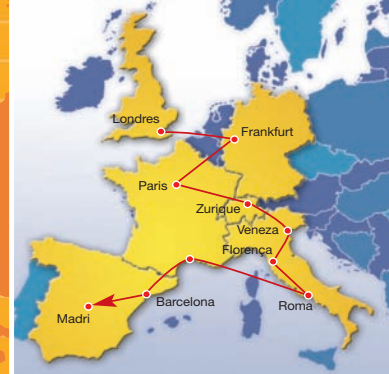 Londres
Frankfurt
Paris
Zurique
Veneza
Florença
Barcelona
Roma
Madri